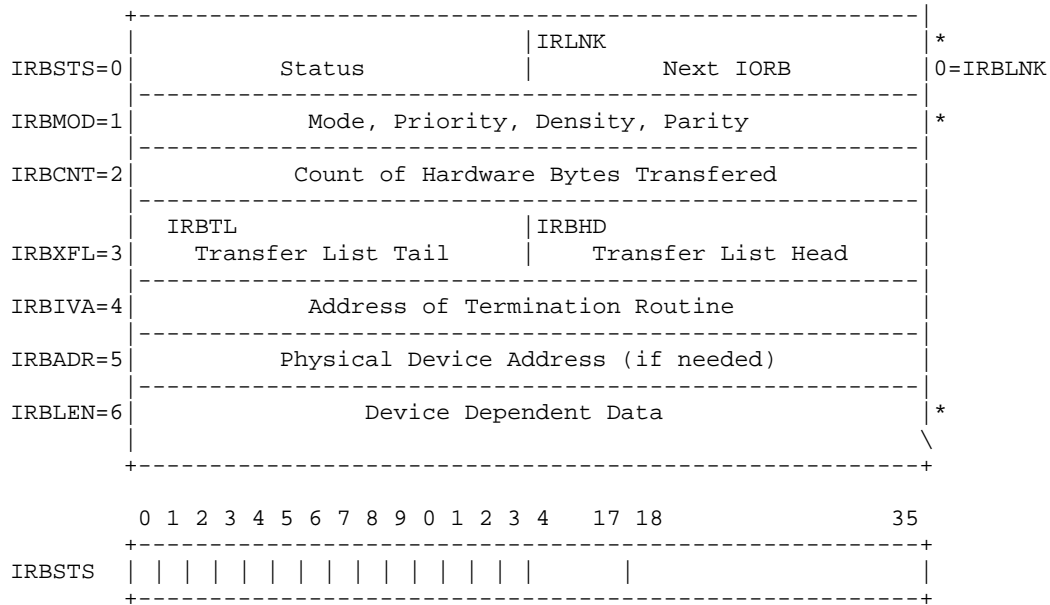 +-------------------------------------------------------|
| |IRLNK |*
IRBSTS=0| Status | Next IORB |0=IRBLNK
|-------------------------------------------------------|
IRBMOD=1| Mode, Priority, Density, Parity |*
|-------------------------------------------------------|
IRBCNT=2| Count of Hardware Bytes Transfered |
|-------------------------------------------------------|
| IRBTL |IRBHD |
IRBXFL=3| Transfer List Tail | Transfer List Head |
|-------------------------------------------------------|
IRBIVA=4| Address of Termination Routine |
|-------------------------------------------------------|
IRBADR=5| Physical Device Address (if needed) |
|-------------------------------------------------------|
IRBLEN=6| Device Dependent Data |*
| \
+-------------------------------------------------------+
0 1 2 3 4 5 6 7 8 9 0 1 2 3 4 17 18 35
+-------------------------------------------------------+
IRBSTS | | | | | | | | | | | | | | | | |
+-------------------------------------------------------+